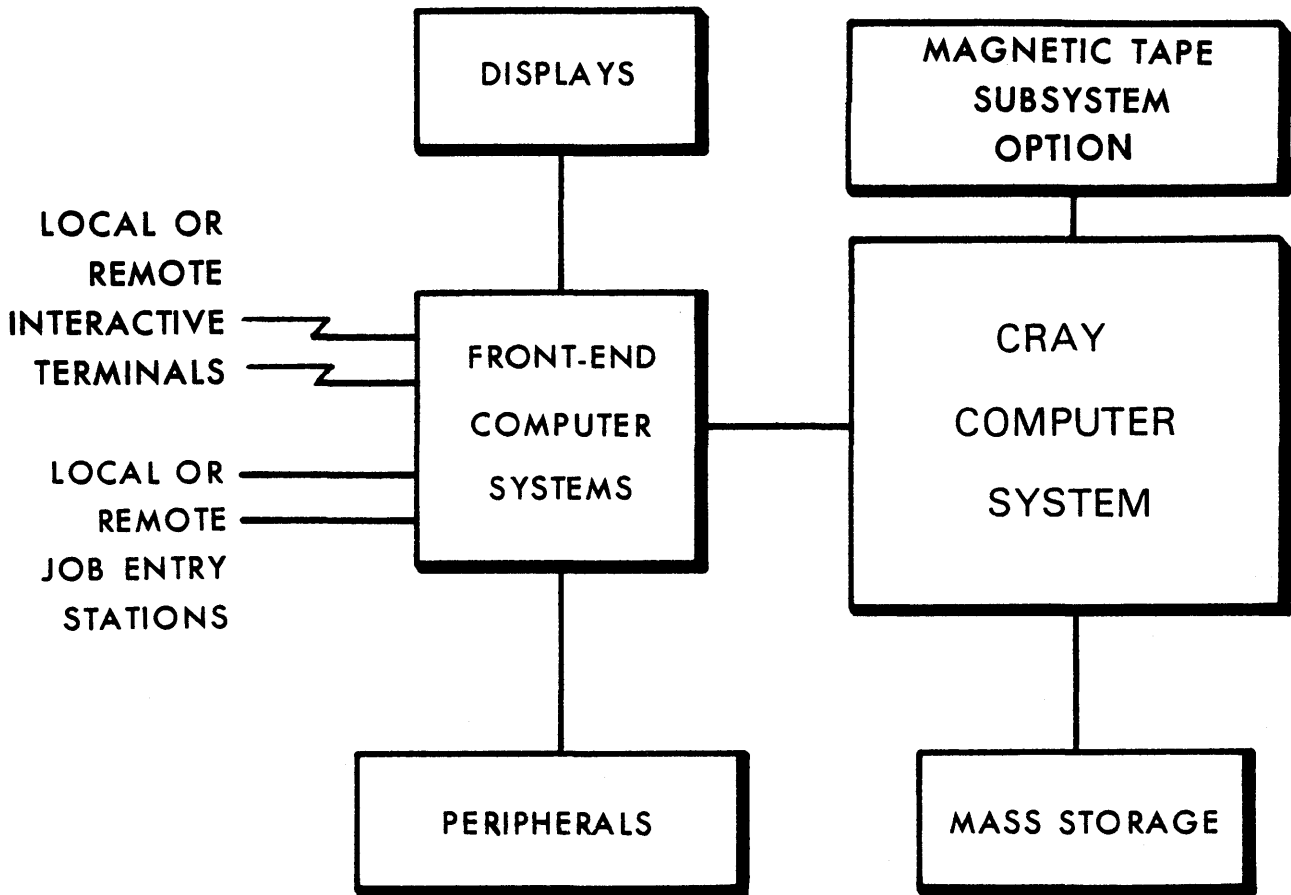 DISPLAYS
MAGNETIC TAPE
SUBSYSTEM
OPTION
LOCAL OR
REMOTE
INTERACTIVE
TERMINALS
FRONT-END
COMPUTER
SYSTEMS
CRAY
COMPUTER
SYSTEM
LOCAL OR
REMOTE
JOB ENTRY
STATIONS
PERIPHERALS
MASS STORAGE